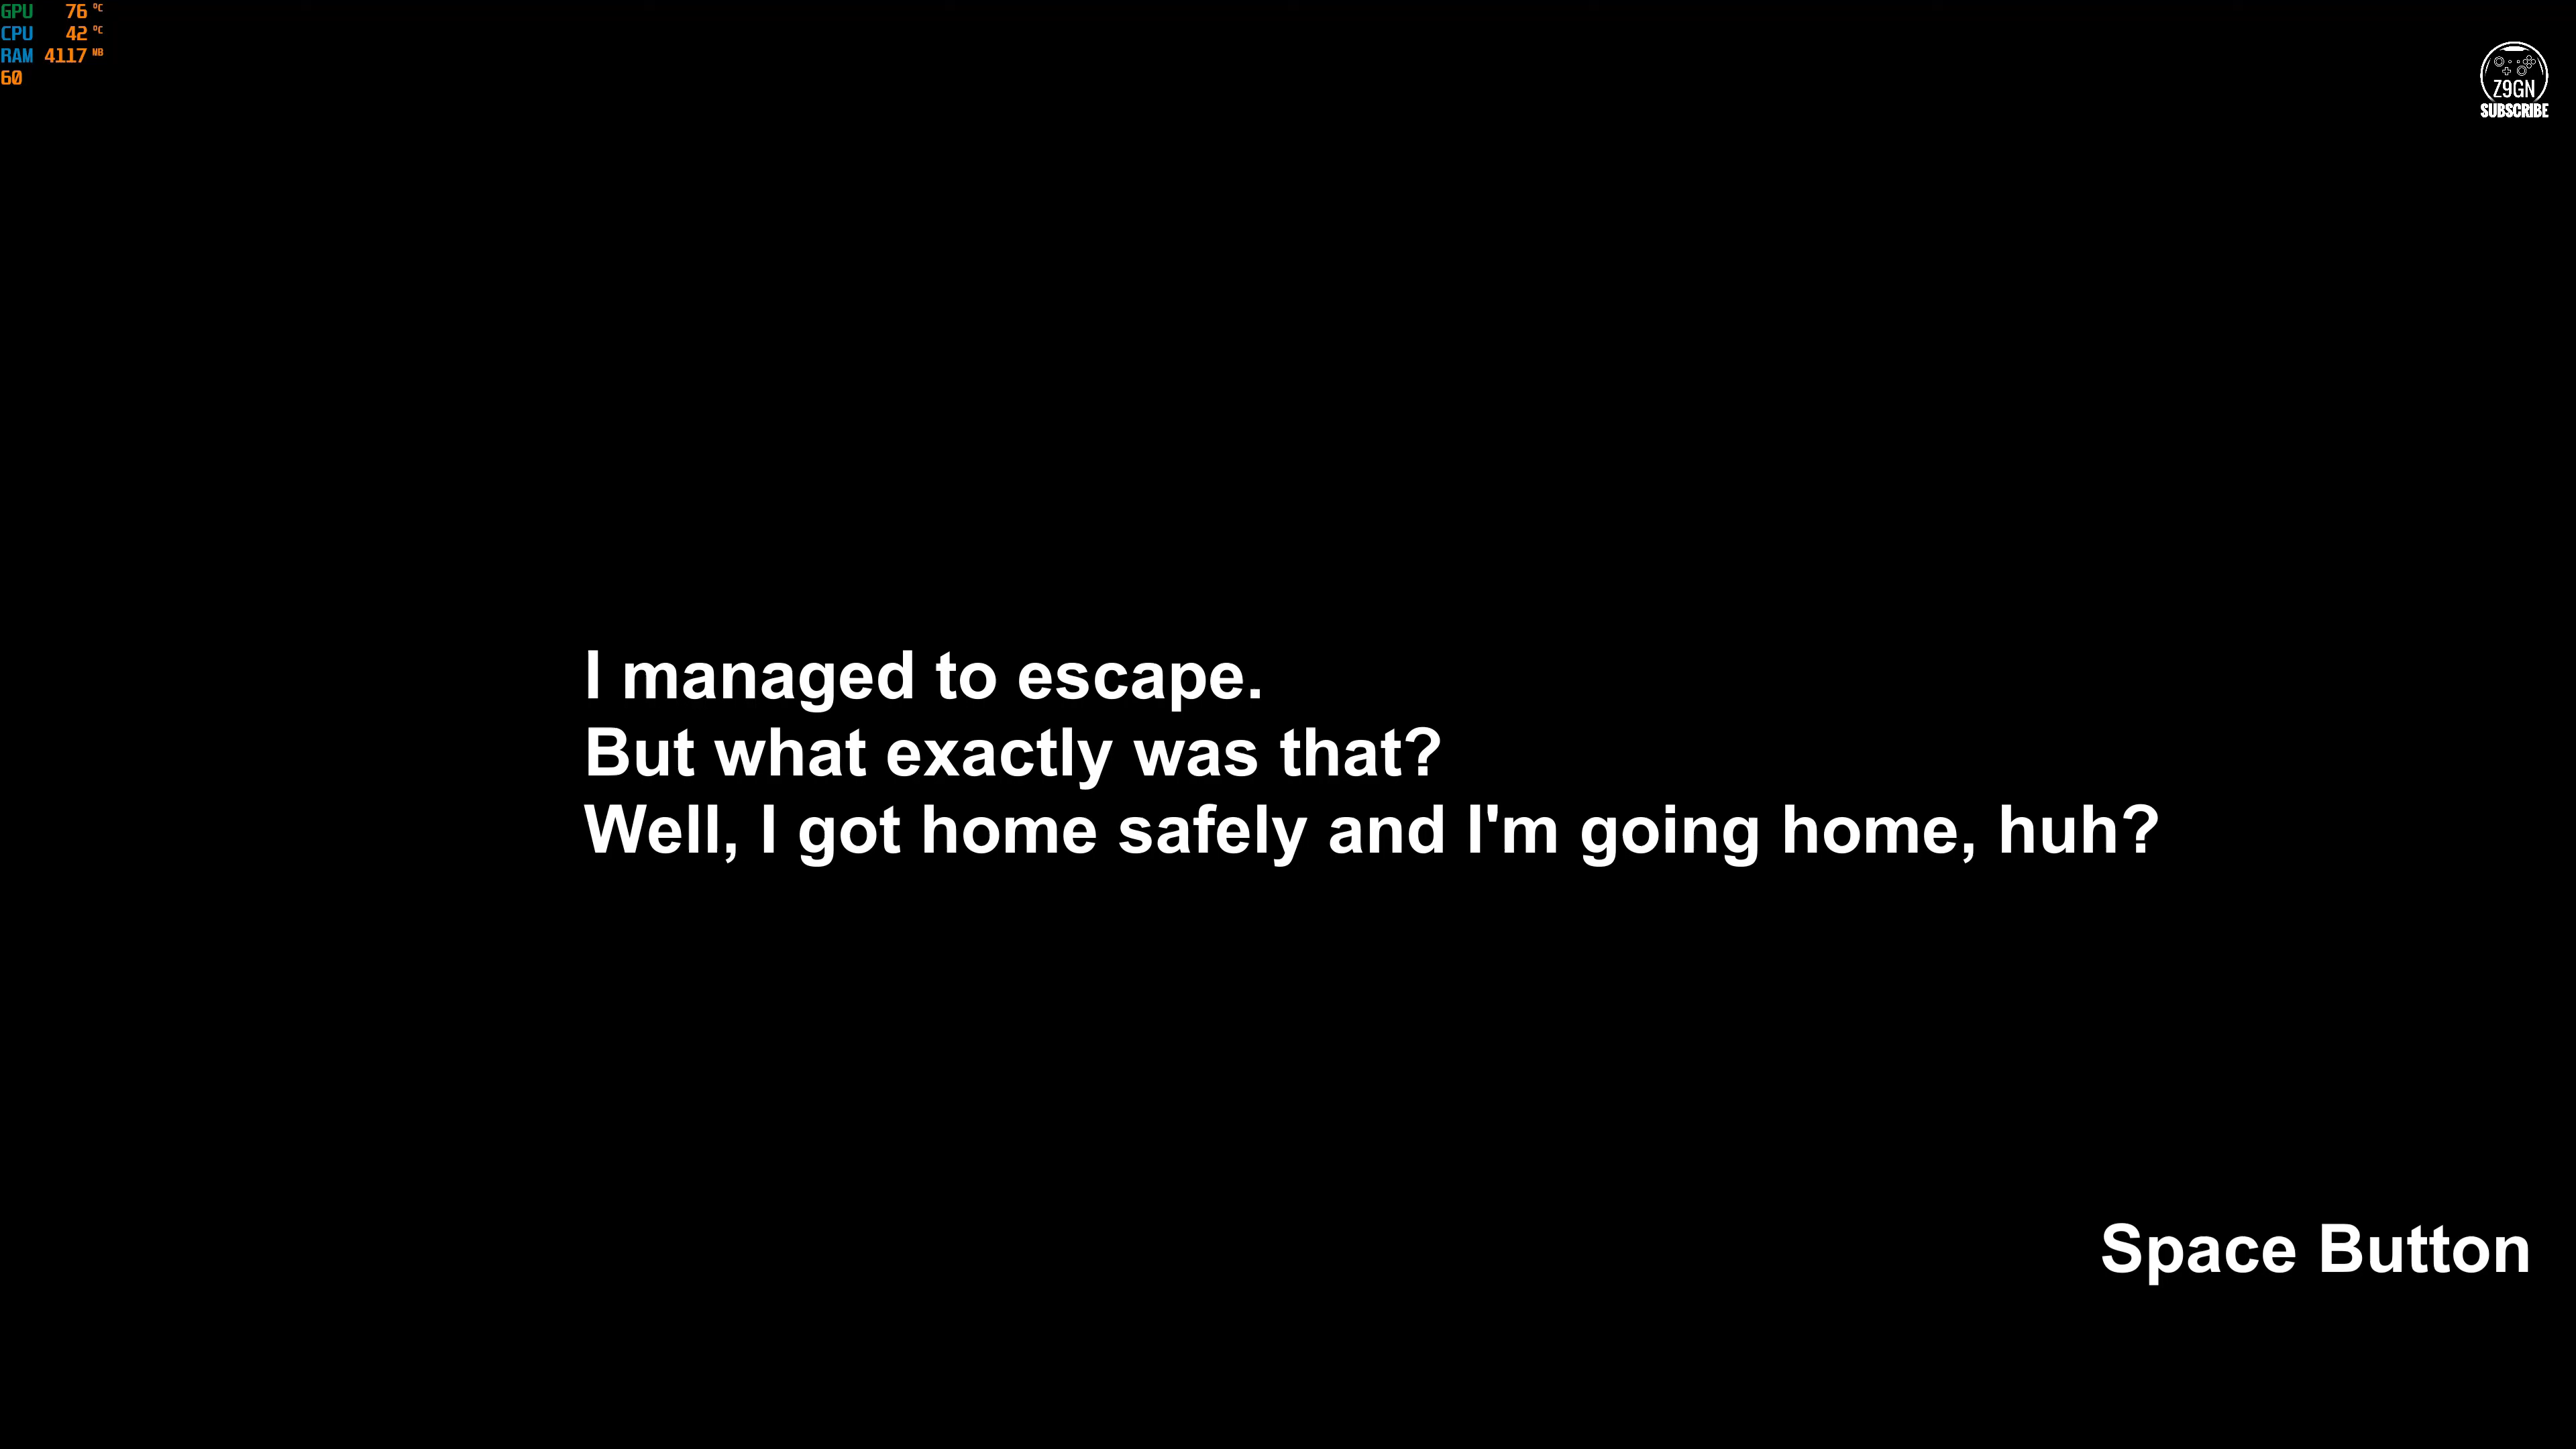 GPU 76 °C
CPU 42 °C
RAM 4117 MB
60
Z9GN
SUBSCRIBE
I managed to escape.
But what exactly was that?
Well, I got home safely and I'm going home, huh?
Space Button